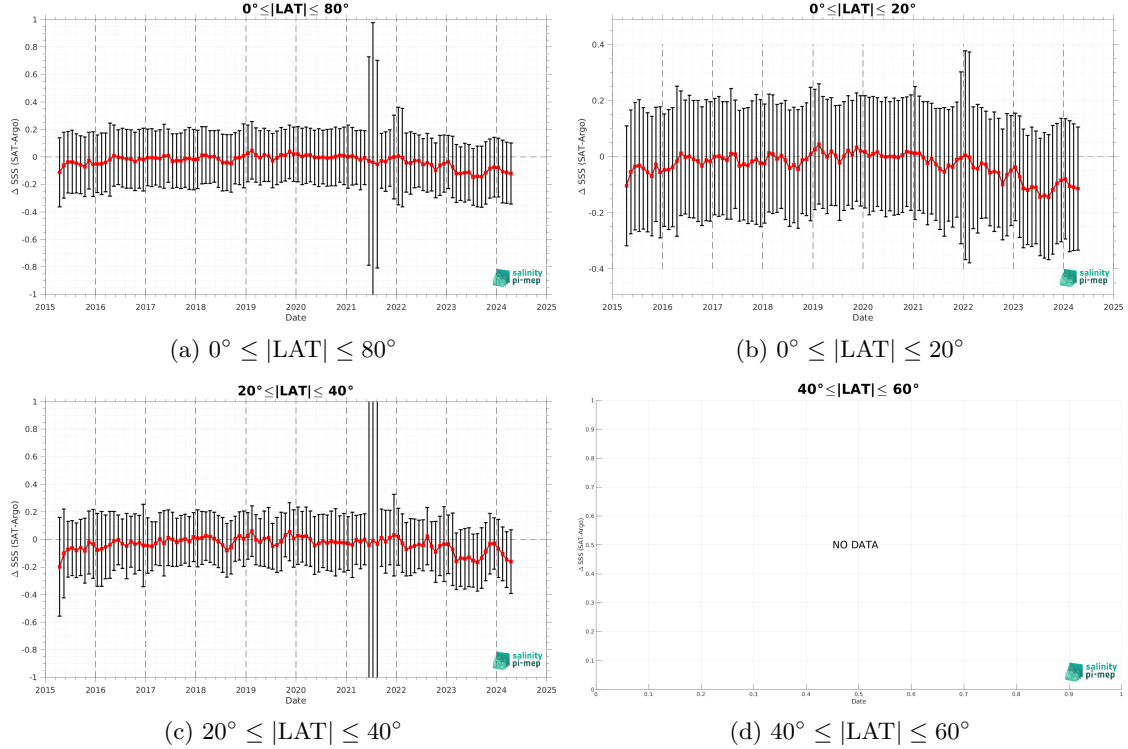 0°≤|LAT|≤ 80°
1
0.8
0.6
0.4
0.2
0
-0.2
-0.4
-0.6
-0.8
-1
Δ SSS (SAT-Argo)
2015 2016 2017 2018 2019 2020 2021 2022 2023 2024 2025
Date
salinity
pi-mep
(a) 0° ≤ |LAT| ≤ 80°
0°≤|LAT|≤ 20°
0.4
0.2
0
-0.2
-0.4
Δ SSS (SAT-Argo)
2015 2016 2017 2018 2019 2020 2021 2022 2023 2024 2025
Date
salinity
pi-mep
(b) 0° ≤ |LAT| ≤ 20°
20°≤|LAT|≤ 40°
1
0.8
0.6
0.4
0.2
0
-0.2
-0.4
-0.6
-0.8
-1
Δ SSS (SAT-Argo)
2015 2016 2017 2018 2019 2020 2021 2022 2023 2024 2025
Date
salinity
pi-mep
(c) 20° ≤ |LAT| ≤ 40°
40°≤|LAT|≤ 60°
1
0.9
0.8
0.7
0.6
0.5
0.4
0.3
0.2
0.1
0
Δ SSS (SAT-Argo)
NO DATA
0 0.1 0.2 0.3 0.4 0.5 0.6 0.7 0.8 0.9 1
Date
salinity
pi-mep
(d) 40° ≤ |LAT| ≤ 60°